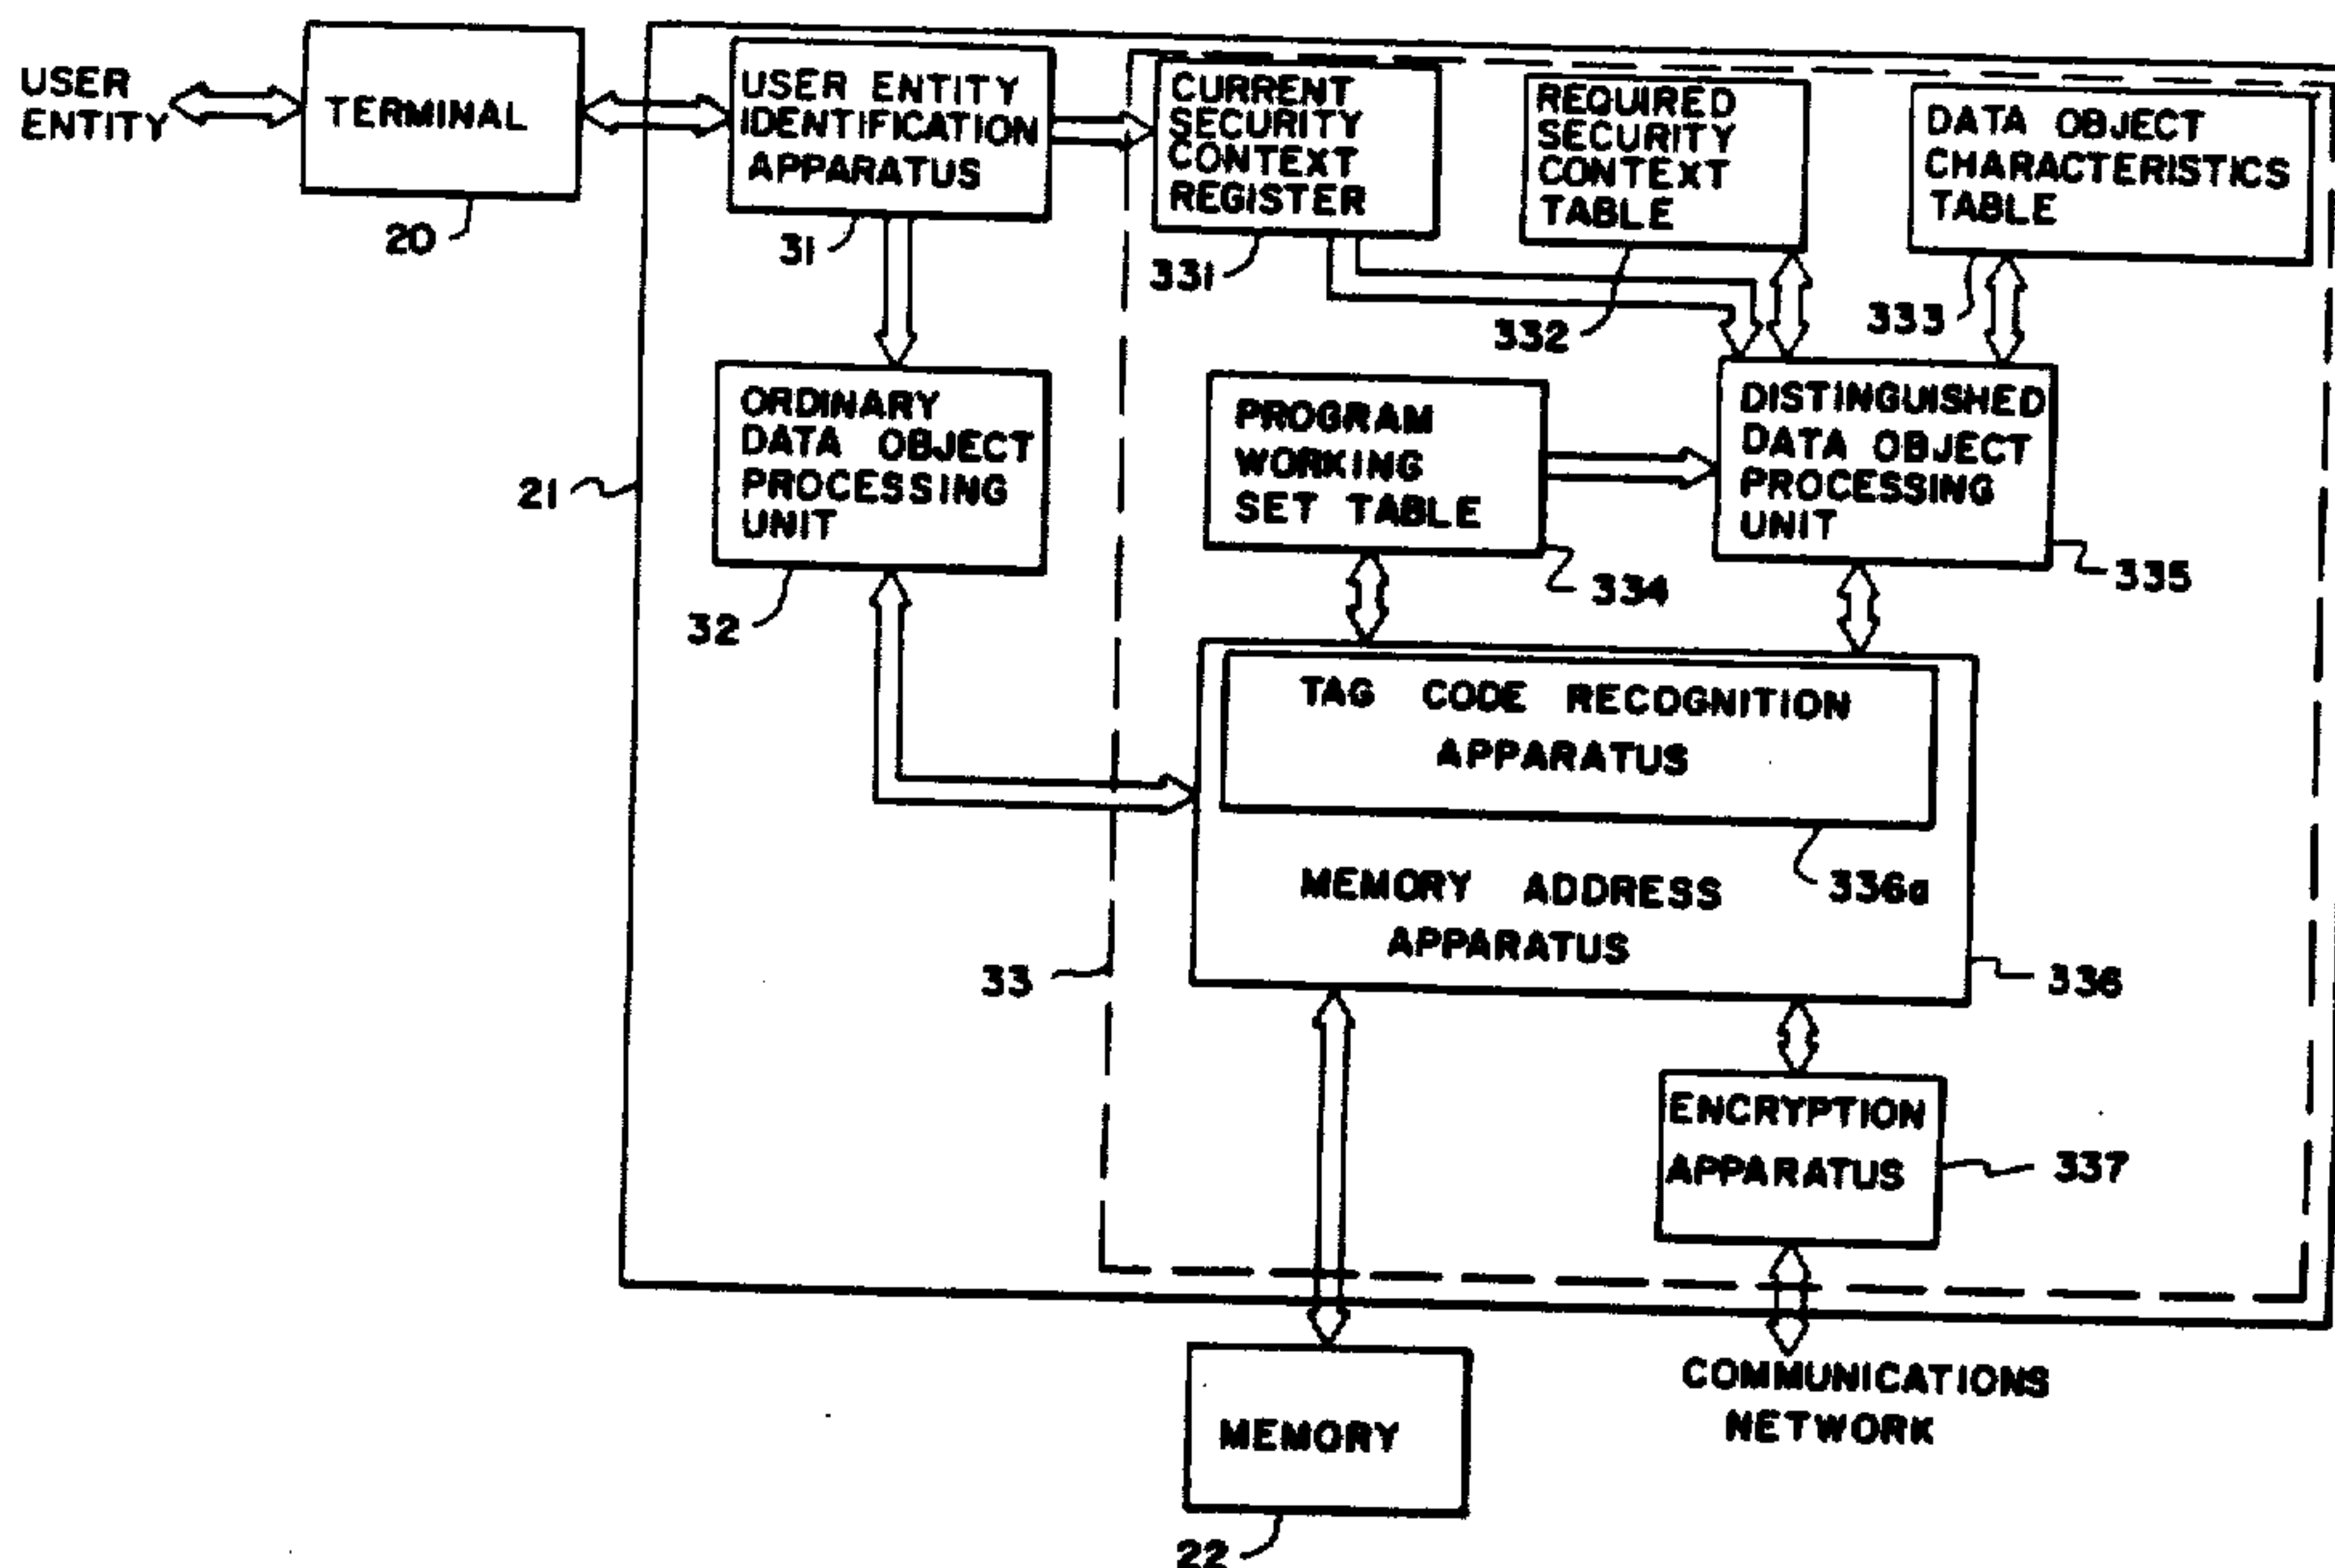 USER
ENTITY
TERMINAL
20
USER ENTITY
IDENTIFICATION
APPARATUS
31
CURRENT
SECURITY
CONTEXT
REGISTER
331
REQUIRED
SECURITY
CONTEXT
TABLE
332
DATA OBJECT
CHARACTERISTICS
TABLE
333
21
ORDINARY
DATA OBJECT
PROCESSING
UNIT
32
PROGRAM
WORKING
SET TABLE
334
DISTINGUISHED
DATA OBJECT
PROCESSING
UNIT
335
TAG CODE RECOGNITION
APPARATUS
336a
MEMORY ADDRESS
APPARATUS
336
33
ENCRYPTION
APPARATUS
337
MEMORY
22
COMMUNICATIONS
NETWORK